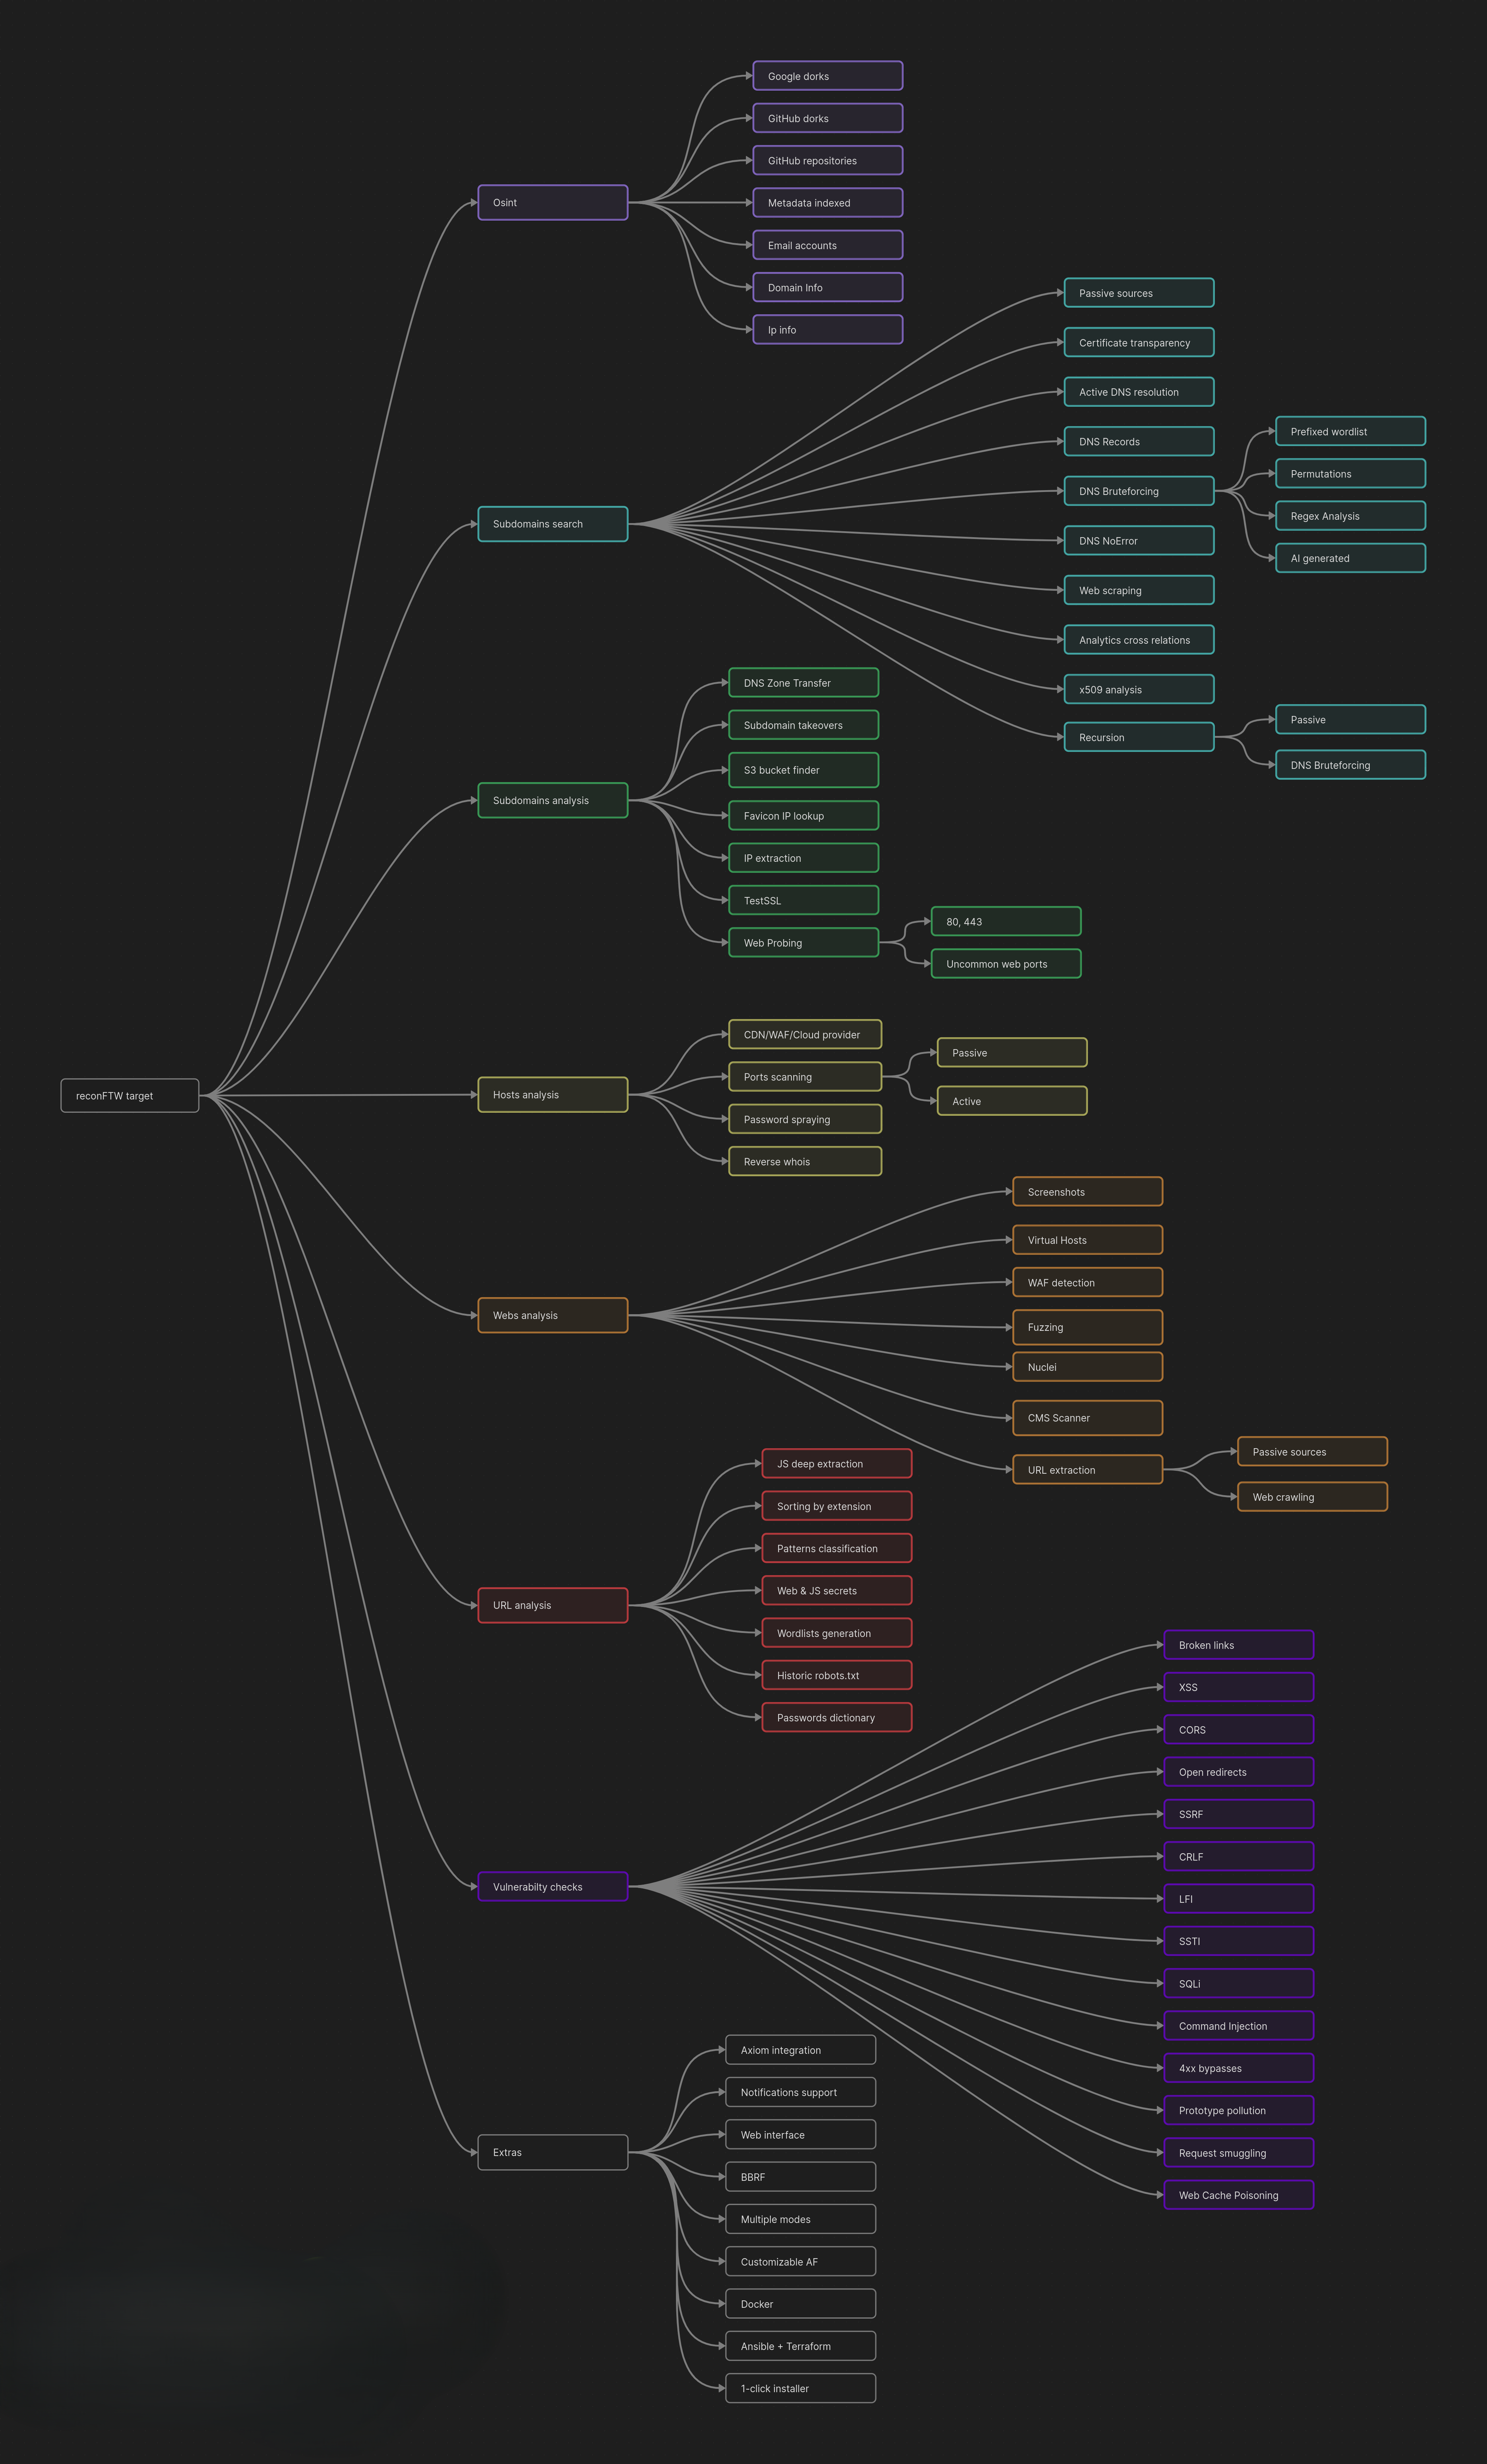 reconFTW target
Osint
Google dorks
GitHub dorks
GitHub repositories
Metadata indexed
Email accounts
Domain Info
Ip info
Subdomains search
Passive sources
Certificate transparency
Active DNS resolution
DNS Records
DNS Bruteforcing
Prefixed wordlist
Permutations
Regex Analysis
AI generated
DNS NoError
Web scraping
Analytics cross relations
x509 analysis
Recursion
Passive
DNS Bruteforcing
Subdomains analysis
DNS Zone Transfer
Subdomain takeovers
S3 bucket finder
Favicon IP lookup
IP extraction
TestSSL
Web Probing
80, 443
Uncommon web ports
Hosts analysis
CDN/WAF/Cloud provider
Ports scanning
Passive
Active
Password spraying
Reverse whois
Webs analysis
Screenshots
Virtual Hosts
WAF detection
Fuzzing
Nuclei
CMS Scanner
URL extraction
Passive sources
Web crawling
URL analysis
JS deep extraction
Sorting by extension
Patterns classification
Web & JS secrets
Wordlists generation
Historic robots.txt
Passwords dictionary
Vulnerabilty checks
Broken links
XSS
CORS
Open redirects
SSRF
CRLF
LFI
SSTI
SQLi
Command Injection
4xx bypasses
Prototype pollution
Request smuggling
Web Cache Poisoning
Extras
Axiom integration
Notifications support
Web interface
BBRF
Multiple modes
Customizable AF
Docker
Ansible + Terraform
1-click installer